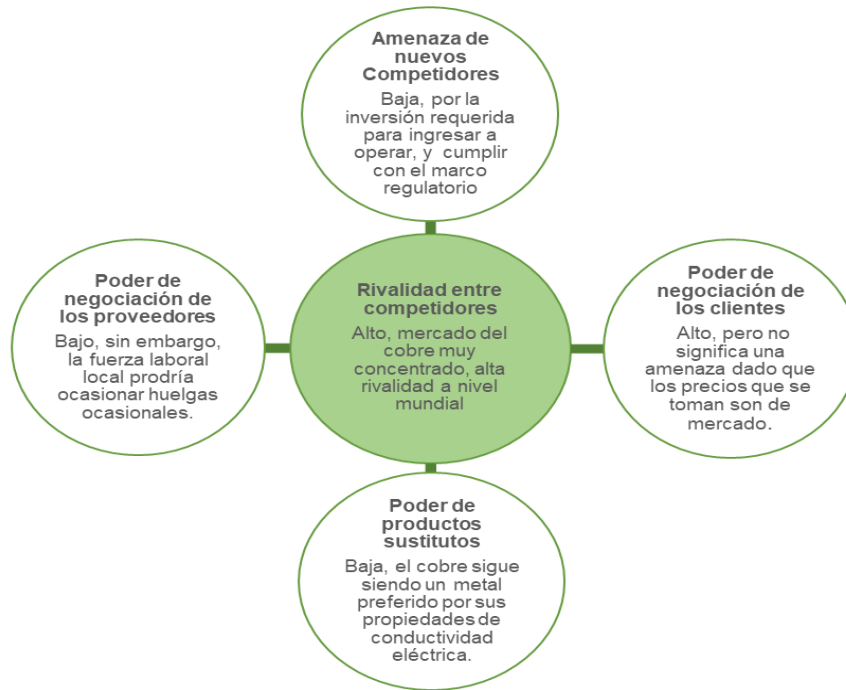 Amenaza de
nuevos
Competidores
Baja, por la
inversión requerida
para ingresar a
operar, y cumplir
con el marco
regulatorio
Poder de
negociación de
los proveedores
Bajo, sin embargo,
la fuerza laboral
local prodría
ocasionar huelgas
ocasionales.
Rivalidad entre
competidores
Alto, mercado del
cobre muy
concentrado, alta
rivalidad a nivel
mundial
Poder de
negociación de
los clientes
Alto, pero no
significa una
amenaza dado que
los precios que se
toman son de
mercado.
Poder de
productos
sustitutos
Baja, el cobre sigue
siendo un metal
preferido por sus
propiedades de
conductividad
eléctrica.